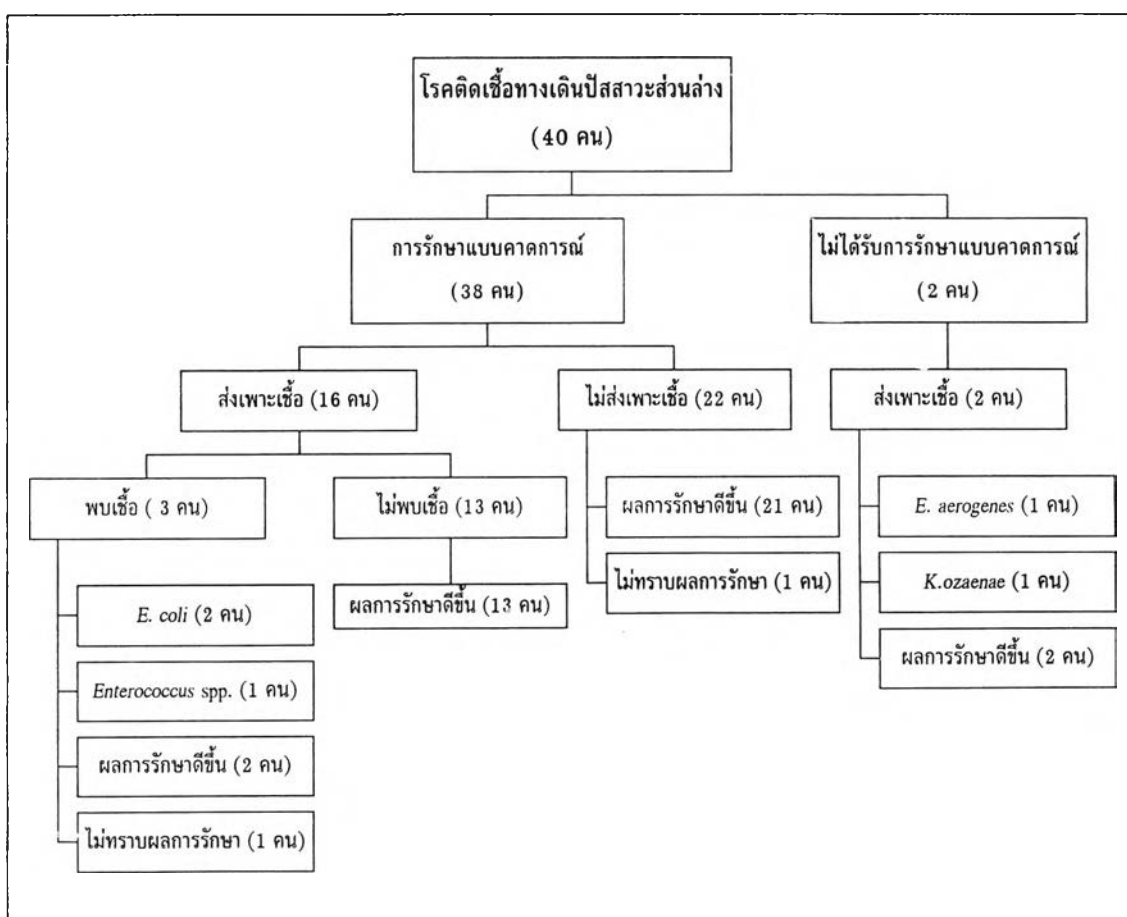 โรคติดเชื้อทางเดินปัสสาวะส่วนล่าง
(40 คน)
การรักษาแบบคาดการณ์
(38 คน)
ไม่ได้รับการรักษาแบบคาดการณ์
(2 คน)
ส่งเพาะเชื้อ (16 คน)
ไม่ส่งเพาะเชื้อ (22 คน)
ส่งเพาะเชื้อ (2 คน)
พบเชื้อ ( 3 คน)
ไม่พบเชื้อ (13 คน)
ผลการรักษาดีขึ้น (21 คน)
E. aerogenes (1 คน)
E. coli (2 คน)
ผลการรักษาดีขึ้น (13 คน)
ไม่ทราบผลการรักษา (1 คน)
K.ozaenae (1 คน)
Enterococcus spp. (1 คน)
ผลการรักษาดีขึ้น (2 คน)
ผลการรักษาดีขึ้น (2 คน)
ไม่ทราบผลการรักษา (1 คน)